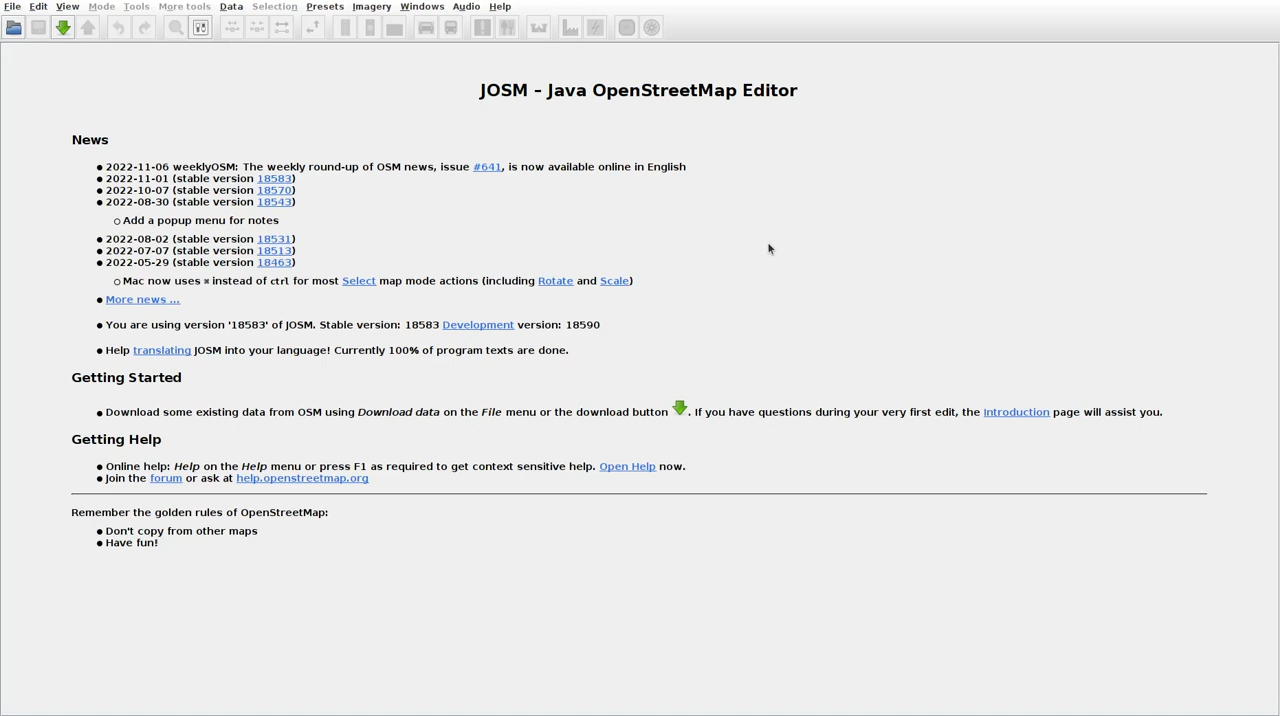 File Edit View Mode Tools More tools Data Selection Presets Imagery Windows Audio Help
JOSM – Java OpenStreetMap Editor
News
2022-11-06 weeklyOSM: The weekly round-up of OSM news, issue #641, is now available online in English
2022-11-01 (stable version 18583)
2022-10-07 (stable version 18570)
2022-08-30 (stable version 18543)
Add a popup menu for notes
2022-08-02 (stable version 18531)
2022-07-07 (stable version 18513)
2022-05-29 (stable version 18463)
Mac now uses ⌘ instead of ctrl for most Select map mode actions (including Rotate and Scale)
More news ...
You are using version '18583' of JOSM. Stable version: 18583 Development version: 18590
Help translating JOSM into your language! Currently 100% of program texts are done.
Getting Started
Download some existing data from OSM using Download data on the File menu or the download button . If you have questions during your very first edit, the Introduction page will assist you.
Getting Help
Online help: Help on the Help menu or press F1 as required to get context sensitive help. Open Help now.
Join the forum or ask at help.openstreetmap.org
Remember the golden rules of OpenStreetMap:
Don't copy from other maps
Have fun!